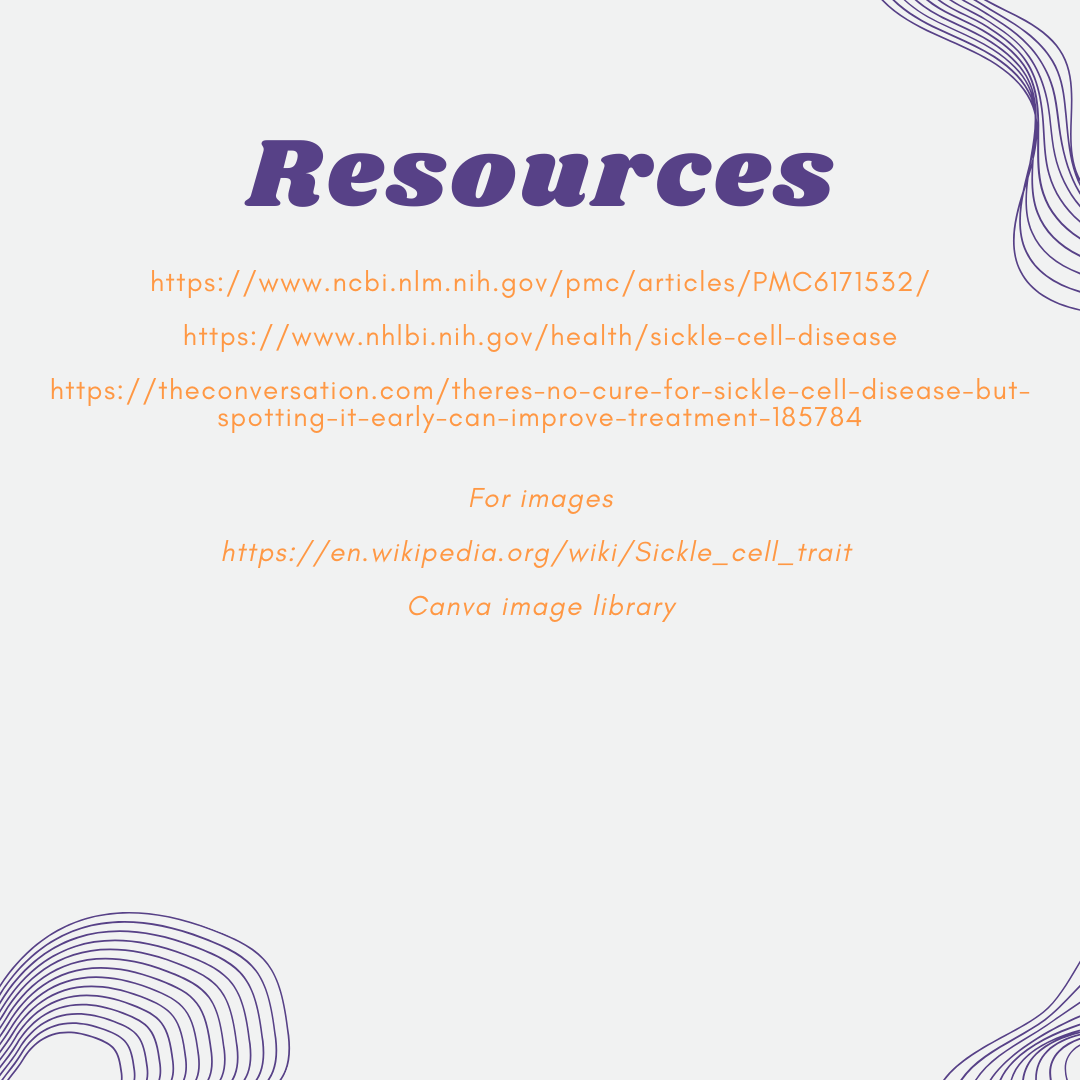 Resources
https://www.ncbi.nlm.nih.gov/pmc/articles/PMC6171532/
https://www.nhlbi.nih.gov/health/sickle-cell-disease
https://theconversation.com/theres-no-cure-for-sickle-cell-disease-but-
spotting-it-early-can-improve-treatment-185784
For images
https://en.wikipedia.org/wiki/Sickle_cell_trait
Canva image library